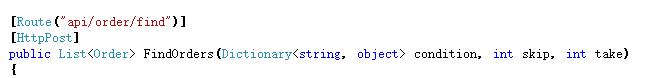 [Route("api/order/find")]
[HttpPost]
public List<Order> FindOrders(Dictionary<string, object> condition, int skip, int take)
{